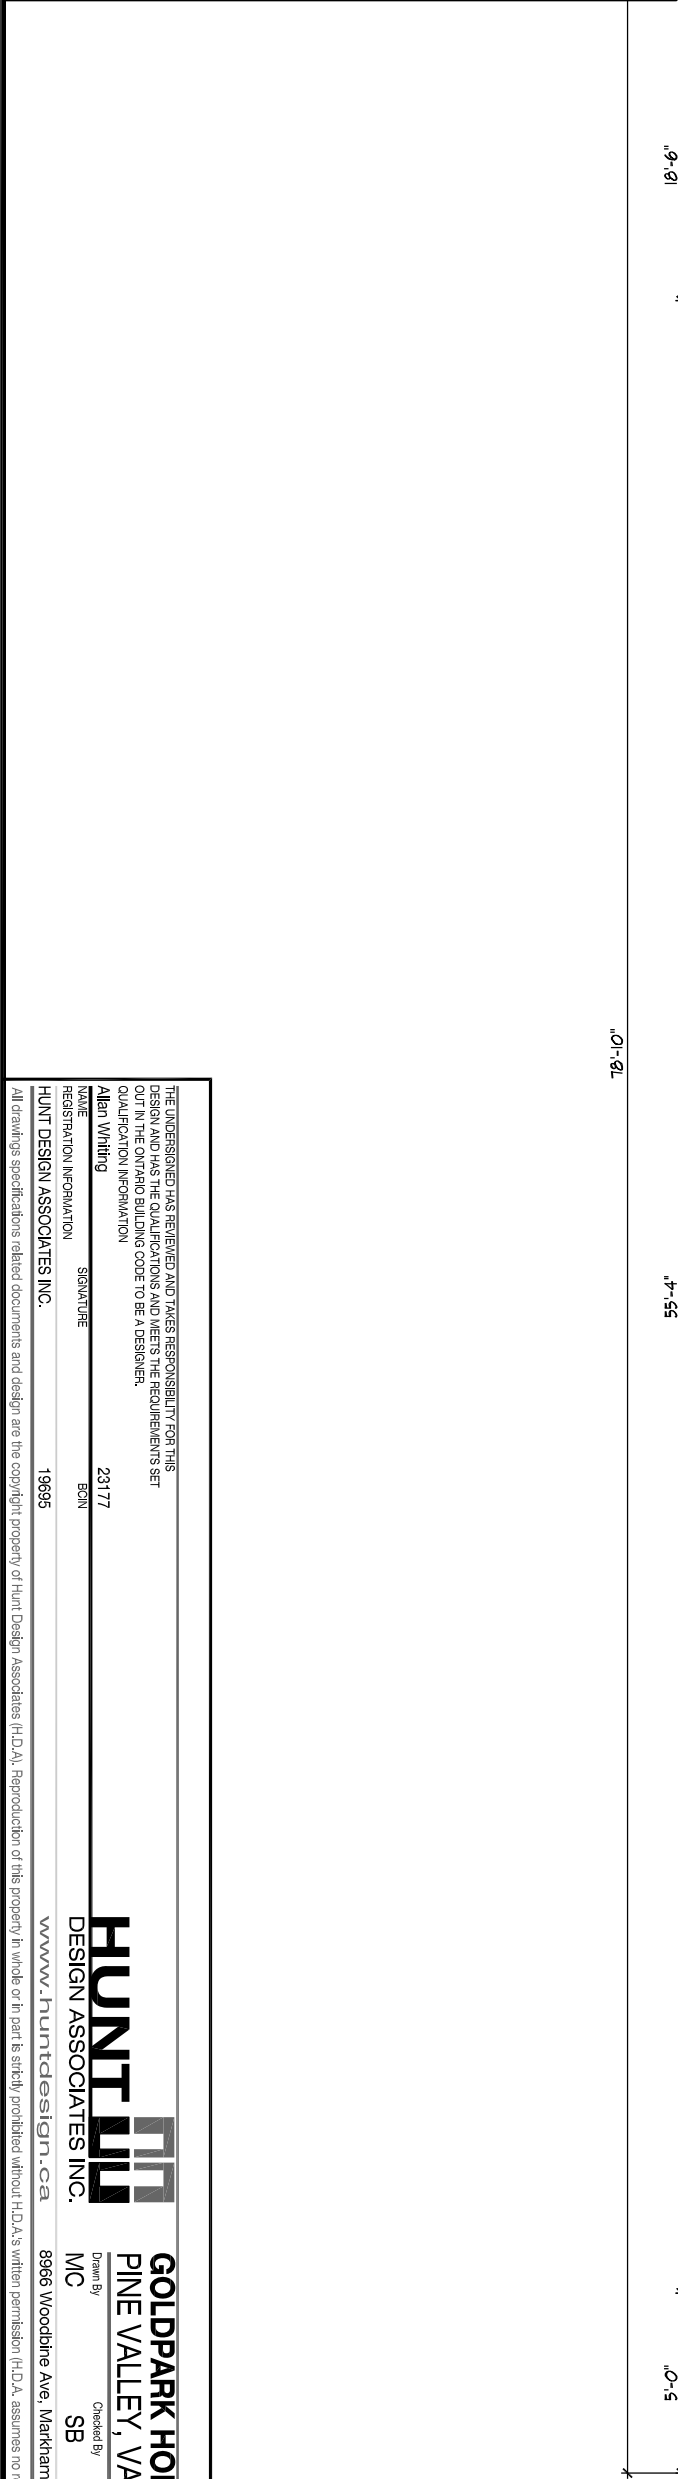 18'-6"
78'-10"
55'-4"
5'-0"
THE UNDERSIGNED HAS REVIEWED AND TAKES RESPONSIBILITY FOR THIS
DESIGN AND HAS THE QUALIFICATIONS AND MEETS THE REQUIREMENTS SET
OUT IN THE ONTARIO BUILDING CODE TO BE A DESIGNER.
QUALIFICATION INFORMATION
Allan Whiting 23177
NAME SIGNATURE BCIN
REGISTRATION INFORMATION
HUNT DESIGN ASSOCIATES INC. 19695
HUNT
DESIGN ASSOCIATES INC.
www.huntdesign.ca
GOLDPARK HO
PINE VALLEY, VA
Drawn By Checked By
MC SB
8966 Woodbine Ave, Markham
All drawings specifications related documents and design are the copyright property of Hunt Design Associates (H.D.A). Reproduction of this property in whole or in part is strictly prohibited without H.D.A.'s written permission (H.D.A. assumes no